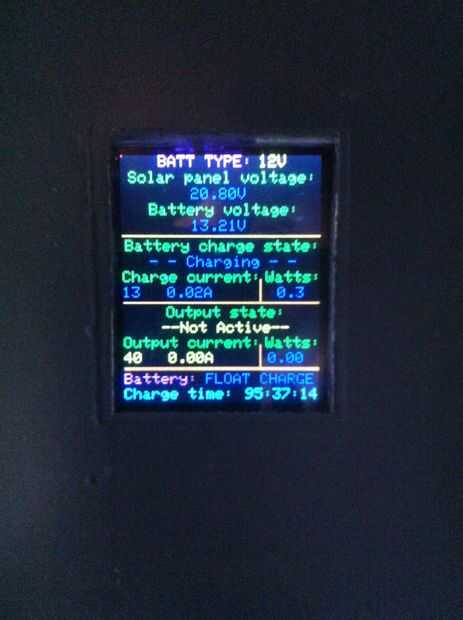 BATT TYPE: 12V
Solar panel voltage:
20.80V
Battery voltage:
13.21V
Battery charge state:
- - Charging - -
Charge current: Watts:
13 0.02A 0.3
Output state:
--Not Active--
Output current: Watts:
40 0.00A 0.00
Battery: FLOAT CHARGE
Charge time: 95:37:14